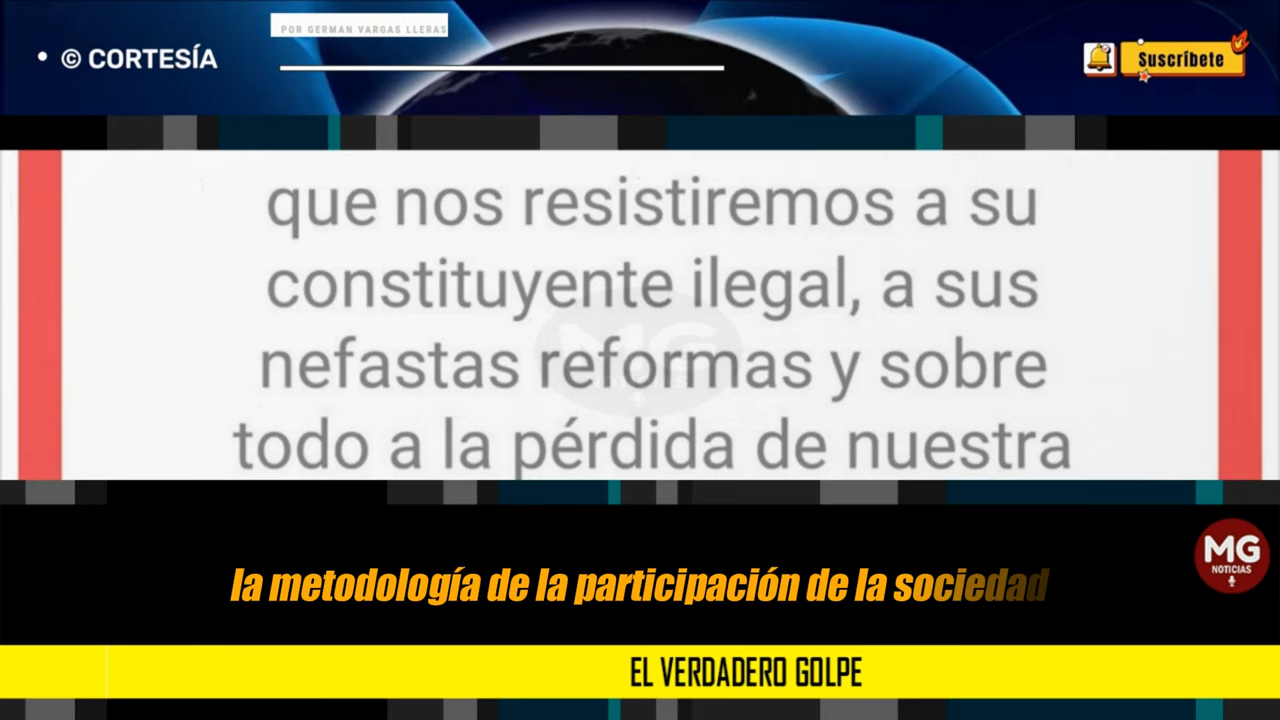 POR GERMAN VARGAS LLERAS
• © CORTESÍA
Suscríbete
que nos resistiremos a su
constituyente ilegal, a sus
nefastas reformas y sobre
todo a la pérdida de nuestra
MG
la metodología de la participación de la sociedad
MG
NOTICIAS
EL VERDADERO GOLPE